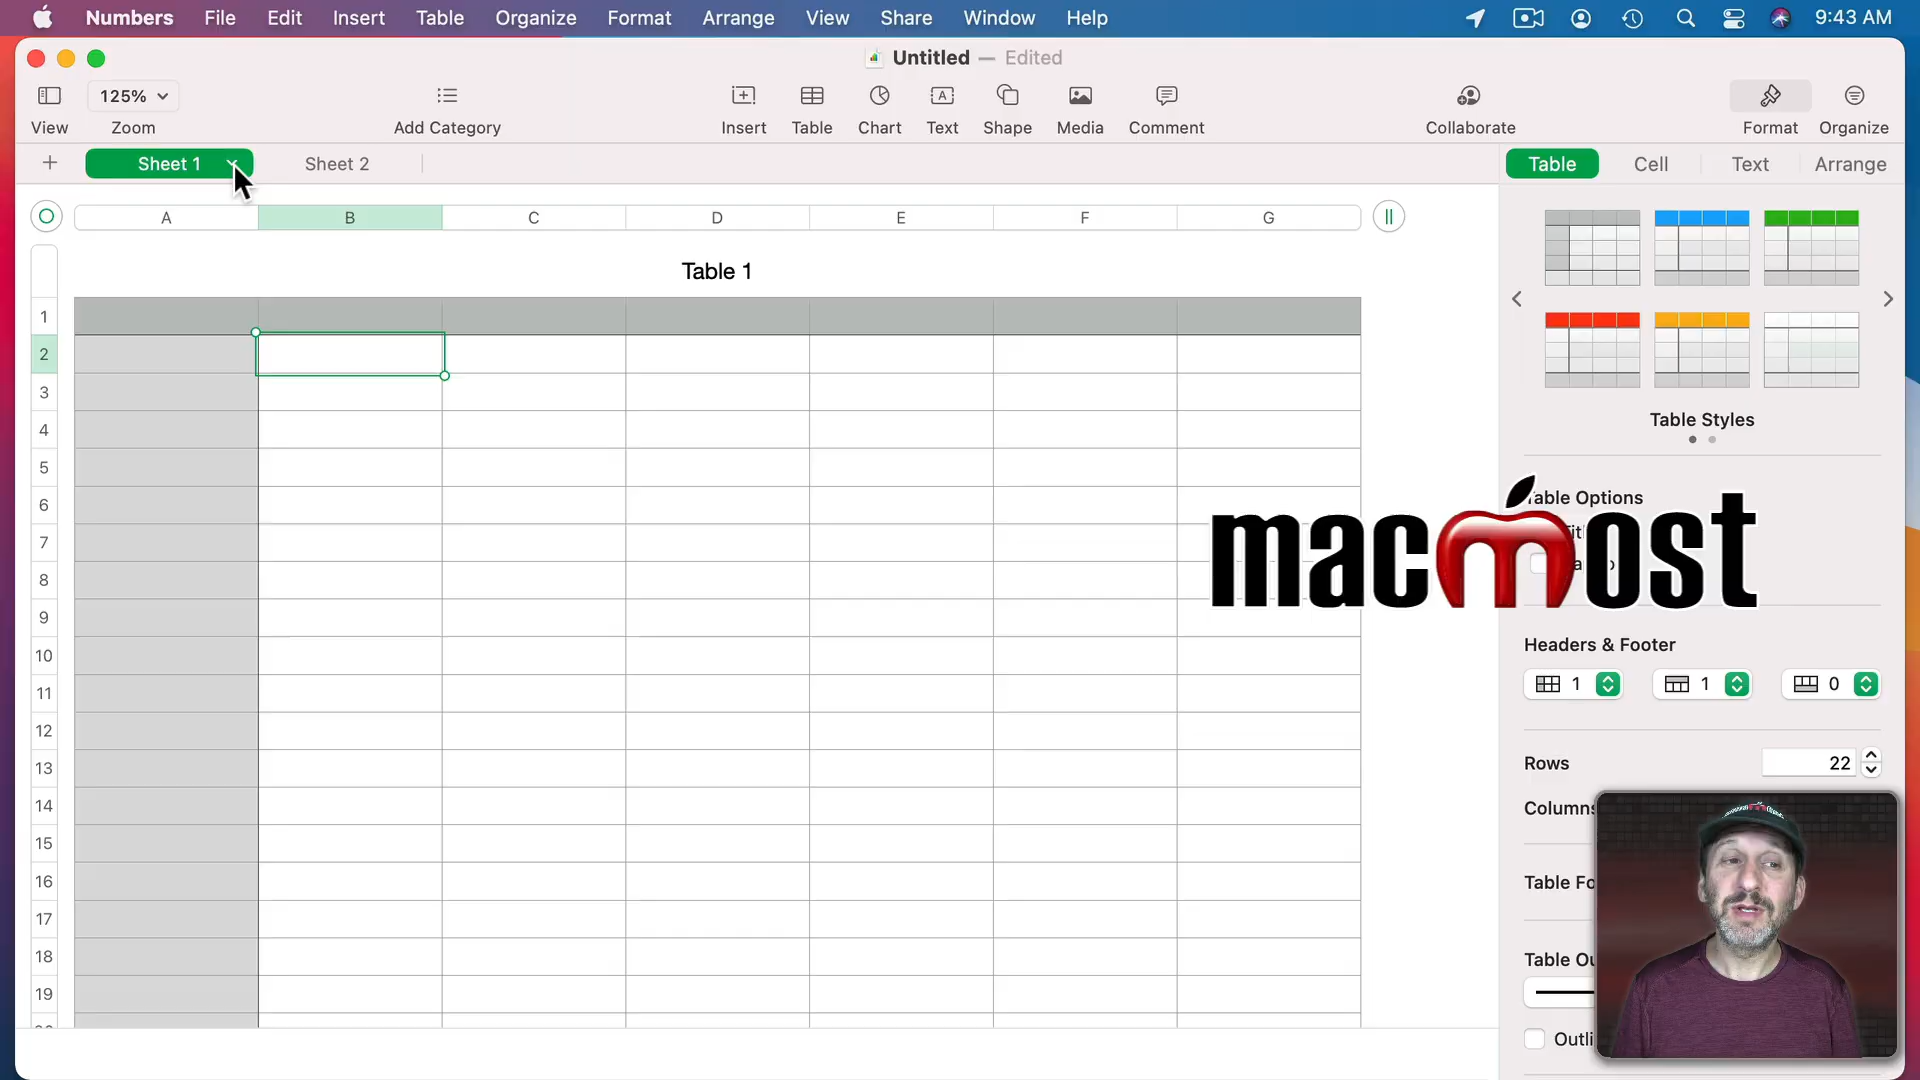 Numbers File Edit Insert Table Organize Format Arrange View Share Window Help 9:43 AM
Untitled — Edited
125%
View Zoom Add Category Insert Table Chart Text Shape Media Comment Collaborate Format Organize
Sheet 1 Sheet 2 Table Cell Text Arrange
A B C D E F G
Table 1
1
2
3
4
5
6
7
8
9
10
11
12
13
14
15
16
17
18
19
Table Styles
Table Options
macmost
Headers & Footer
1 1 0
Rows 22
Columns
Table Fo
Table Ou
Outli